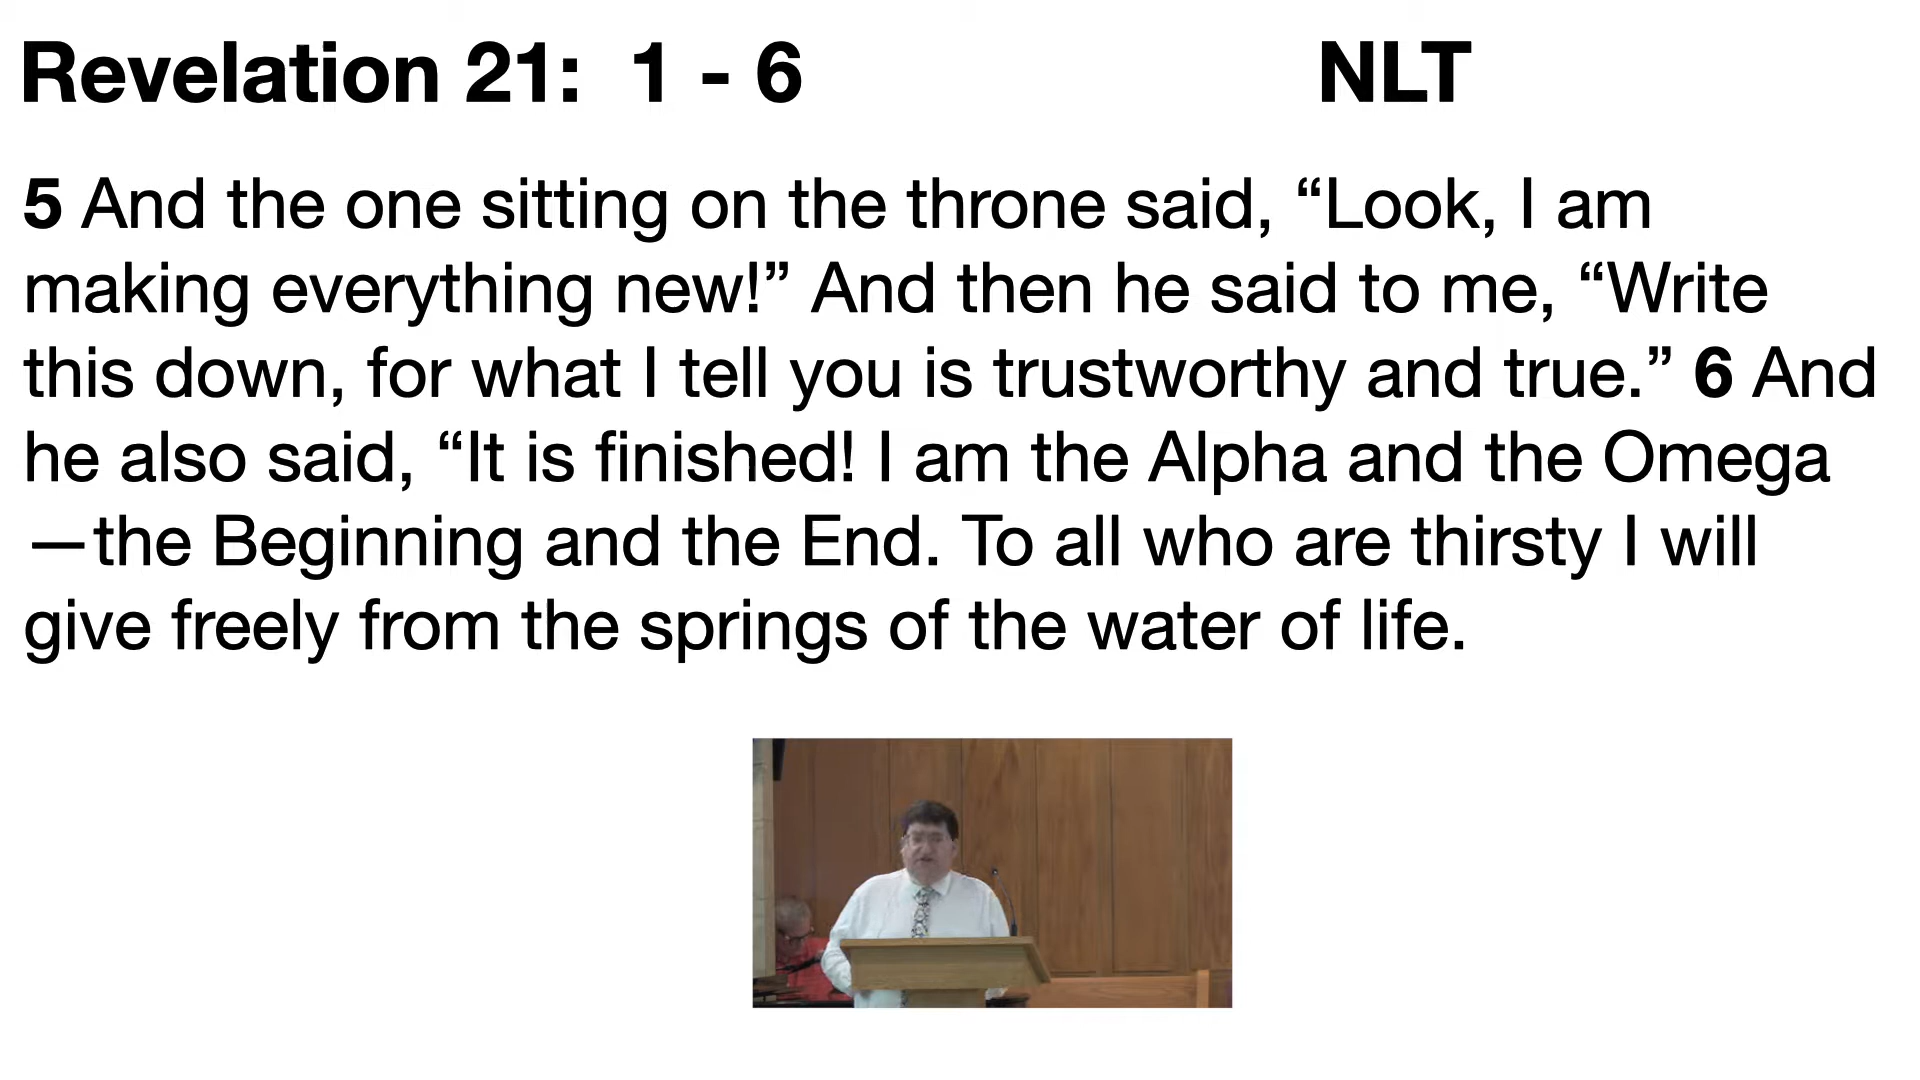 Revelation 21: 1 - 6 NLT
5 And the one sitting on the throne said, “Look, I am
making everything new!” And then he said to me, “Write
this down, for what I tell you is trustworthy and true.” 6 And
he also said, “It is finished! I am the Alpha and the Omega
—the Beginning and the End. To all who are thirsty I will
give freely from the springs of the water of life.